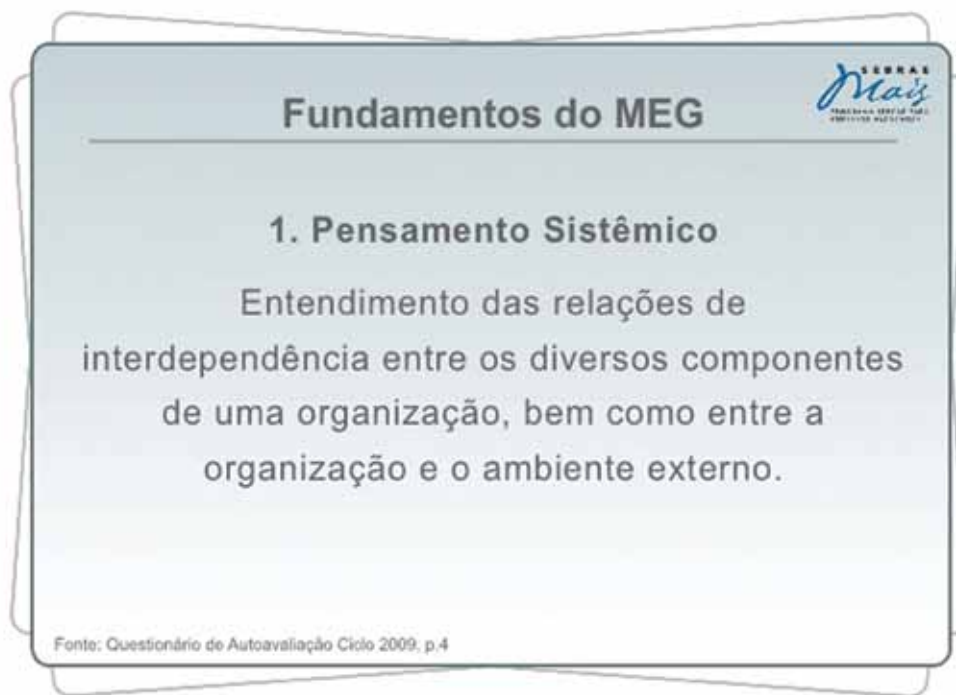 SEBRAE
Mais
Fundamentos do MEG
1. Pensamento Sistêmico
Entendimento das relações de
interdependência entre os diversos componentes
de uma organização, bem como entre a
organização e o ambiente externo.
Fonte: Questionário de Autoavaliação Ciclo 2009, p.4